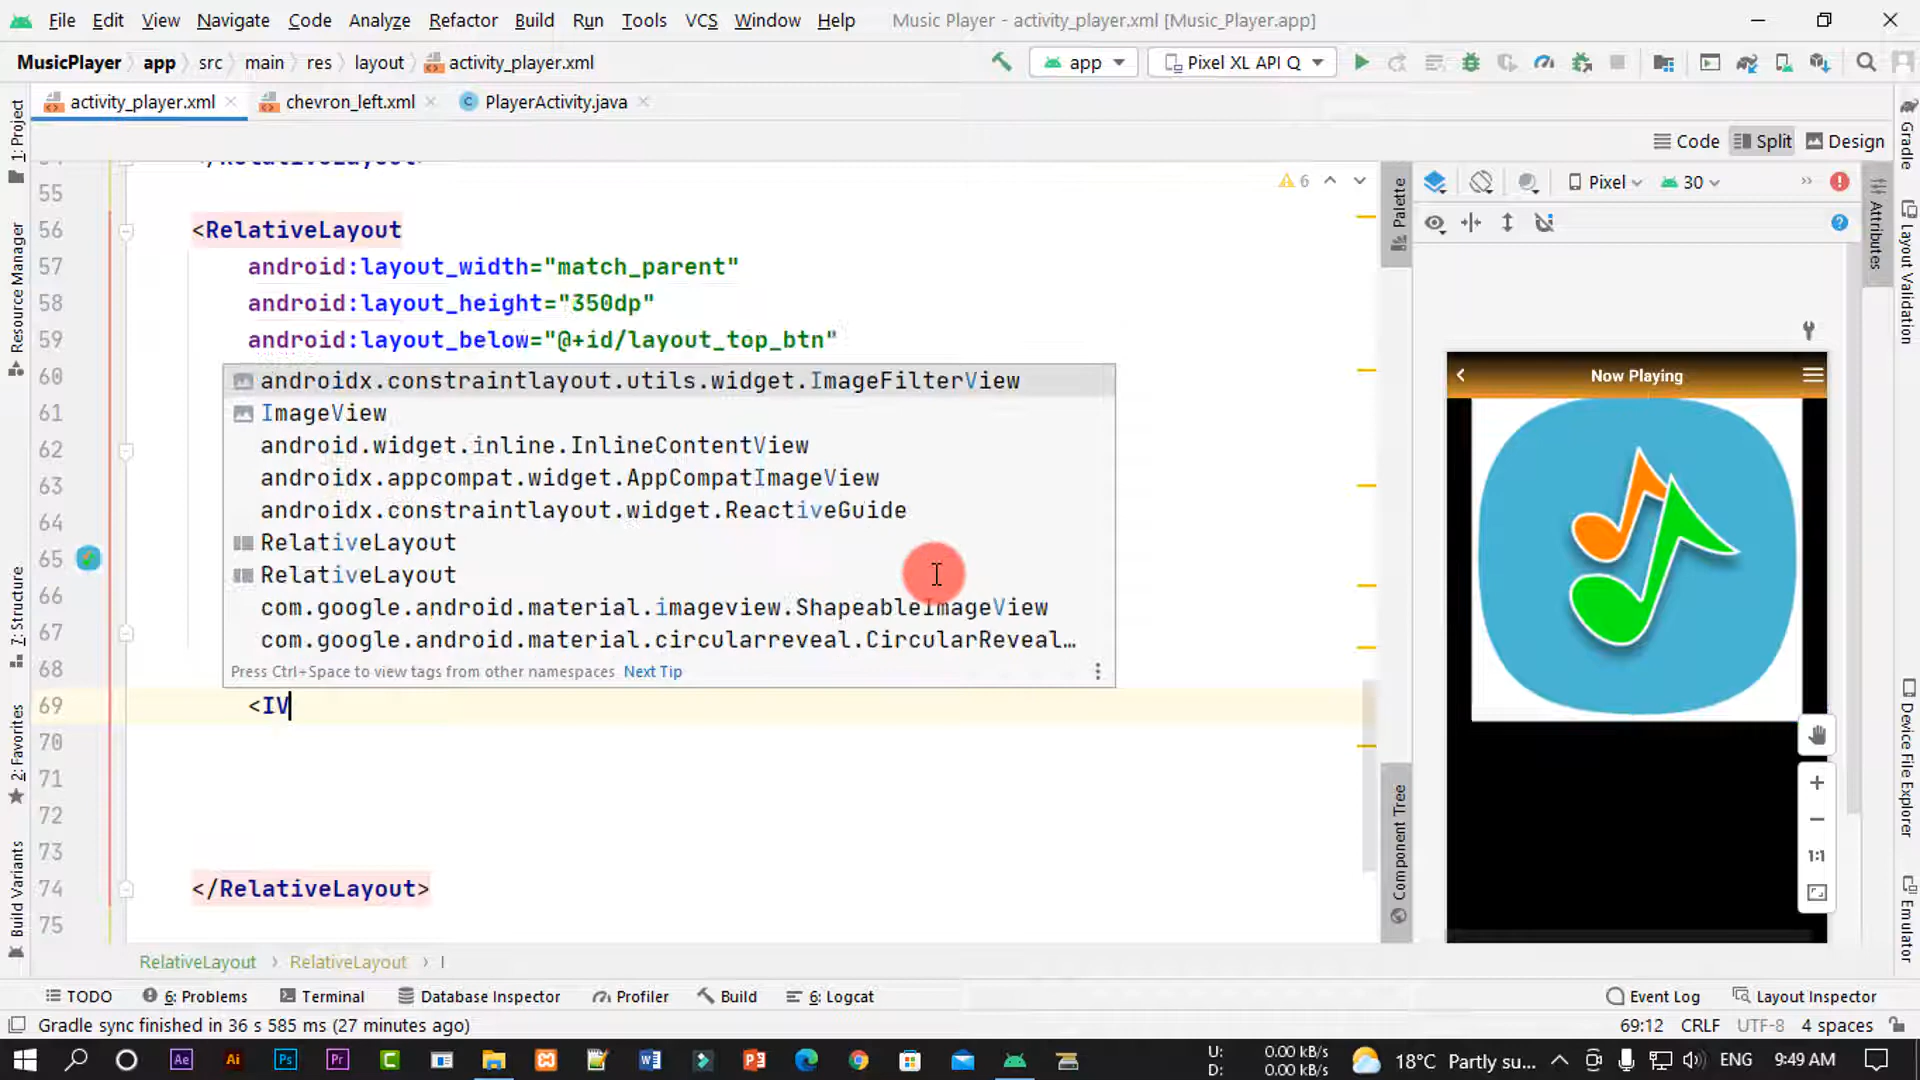 File Edit View Navigate Code Analyze Refactor Build Run Tools VCS Window Help Music Player - activity_player.xml [Music_Player.app]
MusicPlayer app src main res layout activity_player.xml app Pixel XL API Q
activity_player.xml chevron_left.xml PlayerActivity.java
Code Split Design
55
6
Pixel 30
56 <RelativeLayout
57 android:layout_width="match_parent"
58 android:layout_height="350dp"
59 android:layout_below="@+id/layout_top_btn"
60
61
62
63
64
65
66
67
68
androidx.constraintlayout.utils.widget.ImageFilterView
ImageView
android.widget.inline.InlineContentView
androidx.appcompat.widget.AppCompatImageView
androidx.constraintlayout.widget.ReactiveGuide
RelativeLayout
RelativeLayout
com.google.android.material.imageview.ShapeableImageView
com.google.android.material.circularreveal.CircularReveal…
Press Ctrl+Space to view tags from other namespaces Next Tip
69 <IV
70
71
72
73
74 </RelativeLayout>
75
RelativeLayout RelativeLayout I
Now Playing
1:1
1: Project
Resource Manager
7: Structure
2: Favorites
Build Variants
Palette
Component Tree
Attributes
Gradle
Layout Validation
Device File Explorer
Emulator
TODO 6: Problems Terminal Database Inspector Profiler Build 6: Logcat Event Log Layout Inspector
Gradle sync finished in 36 s 585 ms (27 minutes ago) 69:12 CRLF UTF-8 4 spaces
Ae Ai Ps Pr C
U: 0.00 kB/s
D: 0.00 kB/s
18°C Partly su... ENG 9:49 AM